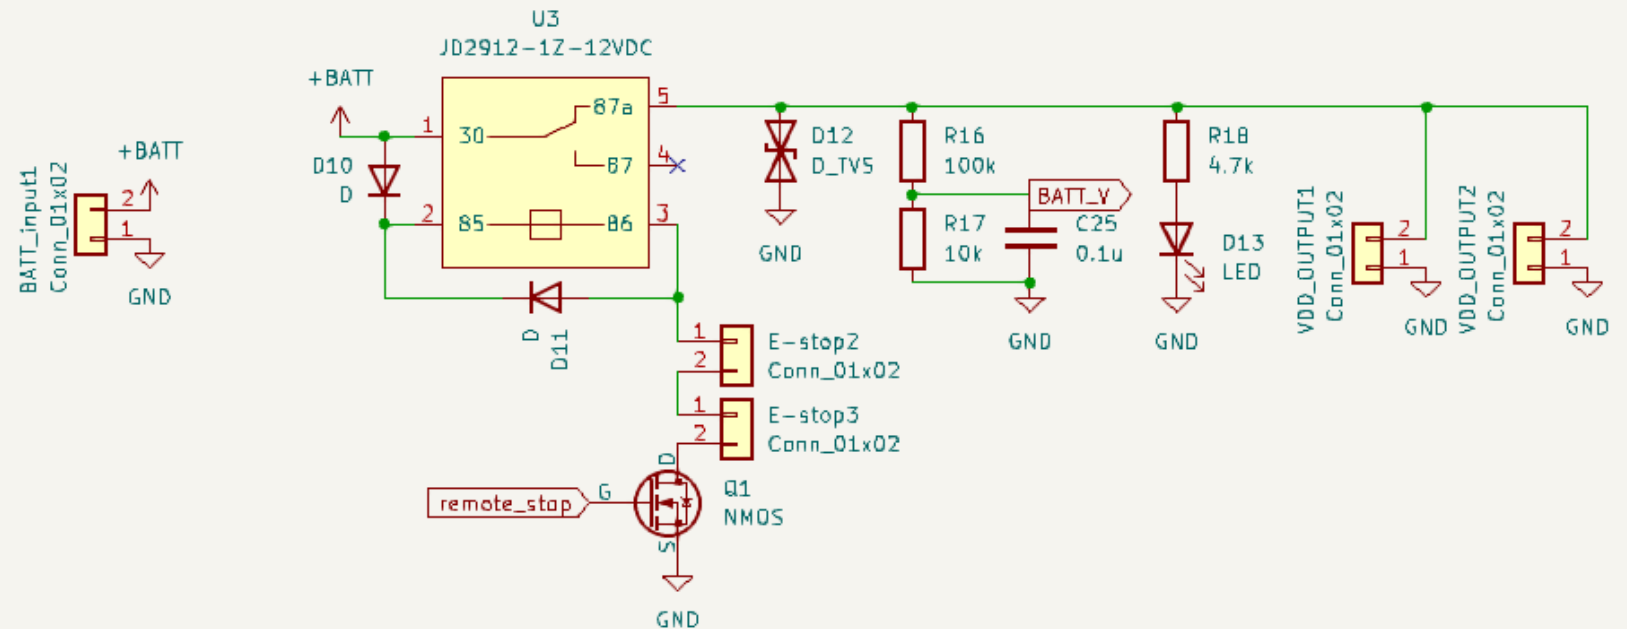 U3
JD2912-1Z-12VDC
+BATT
BATT_input1
Conn_01x02
+BATT
2
1
GND
1
30
87a
5
87
4
2
85
86
3
D10
D
D
D11
D12
D_TVS
GND
R16
100k
BATT_V
R17
10k
C25
0.1u
GND
R18
4.7k
D13
LED
GND
VDD_OUTPUT1
Conn_01x02
2
1
GND
VDD_OUTPUT2
Conn_01x02
2
1
GND
1
2
E-stop2
Conn_01x02
1
2
E-stop3
Conn_01x02
remote_stop
G
D
S
Q1
NMOS
GND